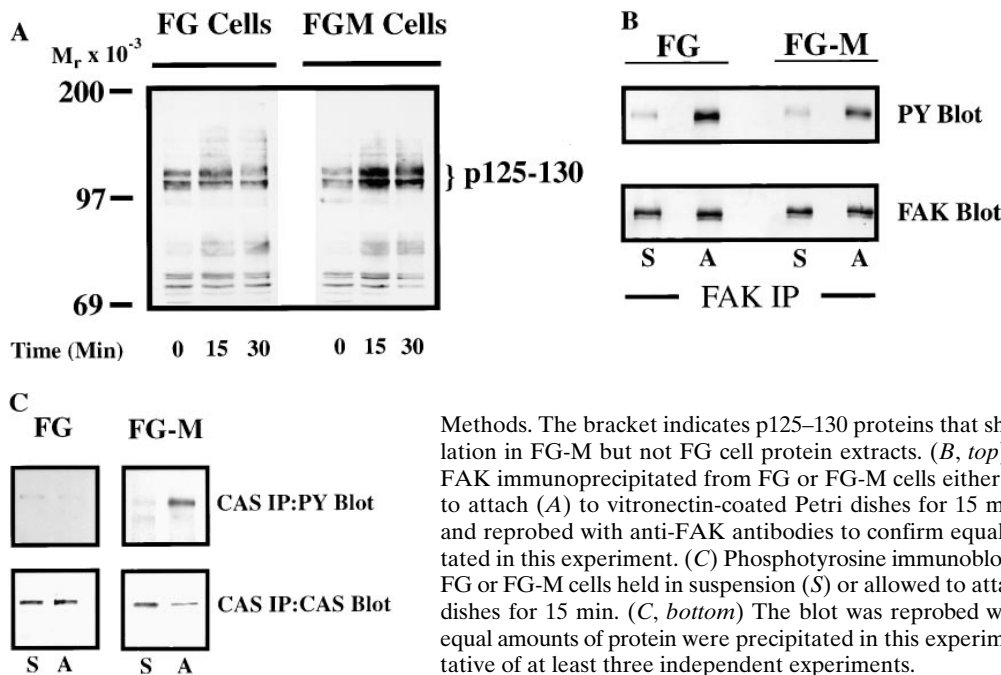 A
FG Cells FGM Cells
Mr x 10-3
200
97
69
} p125-130
Time (Min) 0 15 30 0 15 30
B
FG FG-M
PY Blot
FAK Blot
S A S A
FAK IP
C
FG FG-M
CAS IP:PY Blot
CAS IP:CAS Blot
S A S A
Methods. The bracket indicates p125–130 proteins that sh
lation in FG-M but not FG cell protein extracts. (B, top)
FAK immunoprecipitated from FG or FG-M cells either
to attach (A) to vitronectin-coated Petri dishes for 15 m
and reprobed with anti-FAK antibodies to confirm equal
tated in this experiment. (C) Phosphotyrosine immunoblo
FG or FG-M cells held in suspension (S) or allowed to atta
dishes for 15 min. (C, bottom) The blot was reprobed w
equal amounts of protein were precipitated in this experim
tative of at least three independent experiments.